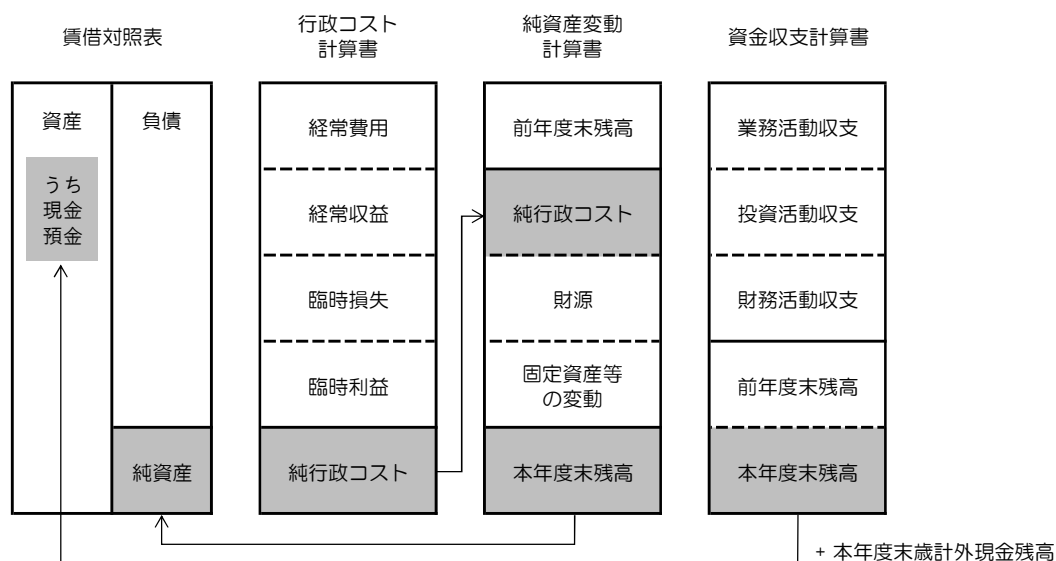 賃借対照表
資産
うち
現金
預金
負債
純資産
行政コスト
計算書
経常費用
経常収益
臨時損失
臨時利益
純行政コスト
純資産変動
計算書
前年度末残高
純行政コスト
財源
固定資産等
の変動
本年度末残高
資金収支計算書
業務活動収支
投資活動収支
財務活動収支
前年度末残高
本年度末残高
+ 本年度末歳計外現金残高